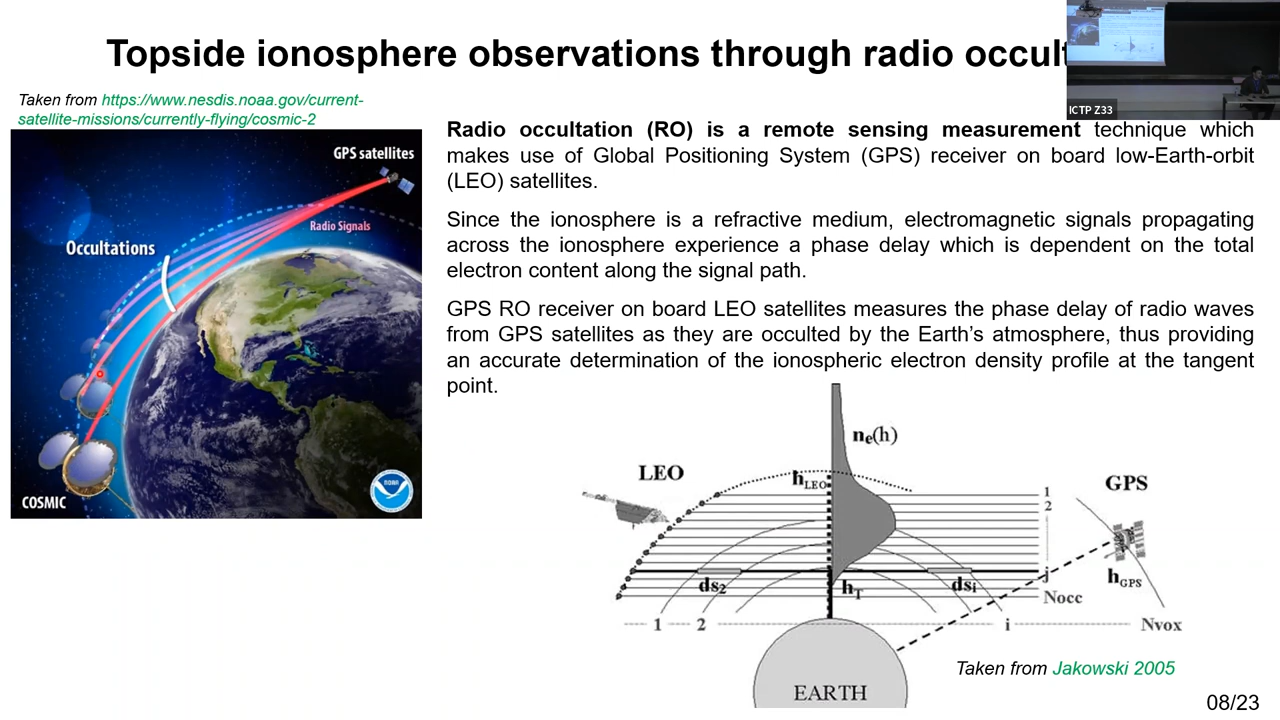 Topside ionosphere observations through radio occult
ICTP Z33
Taken from https://www.nesdis.noaa.gov/current-
satellite-missions/currently-flying/cosmic-2
GPS satellites
Radio Signals
Occultations
COSMIC
NOAA
Radio occultation (RO) is a remote sensing measurement technique which
makes use of Global Positioning System (GPS) receiver on board low-Earth-orbit
(LEO) satellites.
Since the ionosphere is a refractive medium, electromagnetic signals propagating
across the ionosphere experience a phase delay which is dependent on the total
electron content along the signal path.
GPS RO receiver on board LEO satellites measures the phase delay of radio waves
from GPS satellites as they are occulted by the Earth’s atmosphere, thus providing
an accurate determination of the ionospheric electron density profile at the tangent
point.
ne(h)
LEO
hLEO
GPS
1
2
j
hGPS
ds2
hT
dsi
Nocc
1
2
i
Nvox
EARTH
Taken from Jakowski 2005
08/23